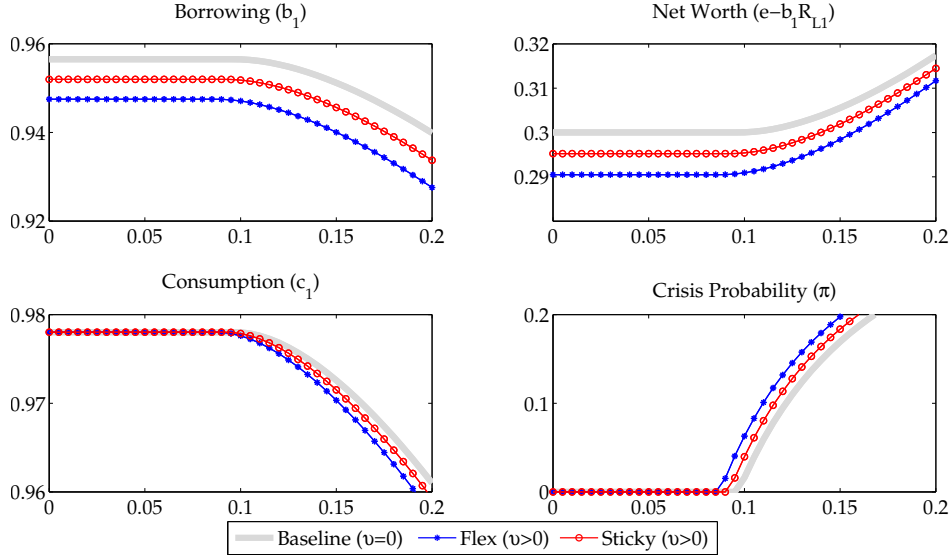 Borrowing (b1)
0.96
0.94
0.92
0 0.05 0.1 0.15 0.2
Net Worth (e−b1RL1)
0.32
0.31
0.3
0.29
0 0.05 0.1 0.15 0.2
Consumption (c1)
0.98
0.97
0.96
0 0.05 0.1 0.15 0.2
Crisis Probability (π)
0.2
0.1
0
0 0.05 0.1 0.15 0.2
Baseline (υ=0) Flex (υ>0) Sticky (υ>0)